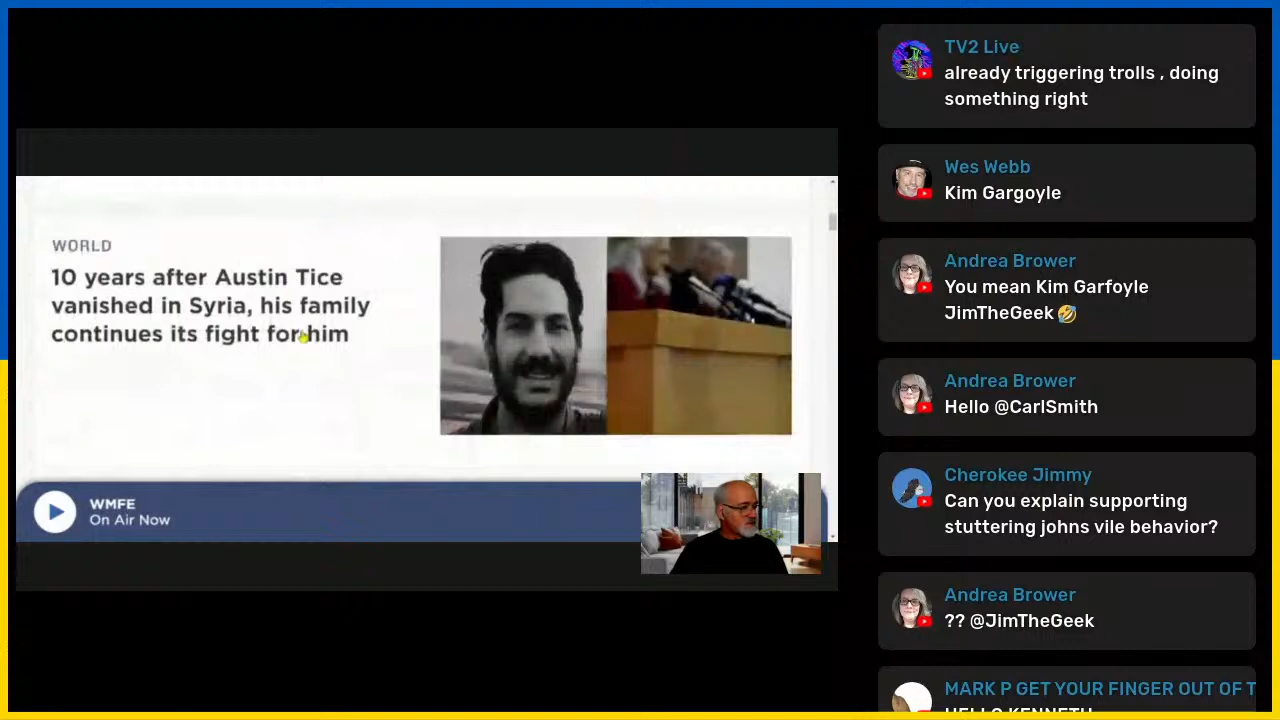 WORLD
10 years after Austin Tice
vanished in Syria, his family
continues its fight for him
WMFE
On Air Now
TV2 Live
already triggering trolls , doing
something right
Wes Webb
Kim Gargoyle
Andrea Brower
You mean Kim Garfoyle
JimTheGeek 🤣
Andrea Brower
Hello @CarlSmith
Cherokee Jimmy
Can you explain supporting
stuttering johns vile behavior?
Andrea Brower
?? @JimTheGeek
MARK P GET YOUR FINGER OUT OF T
HELLO KENNETH